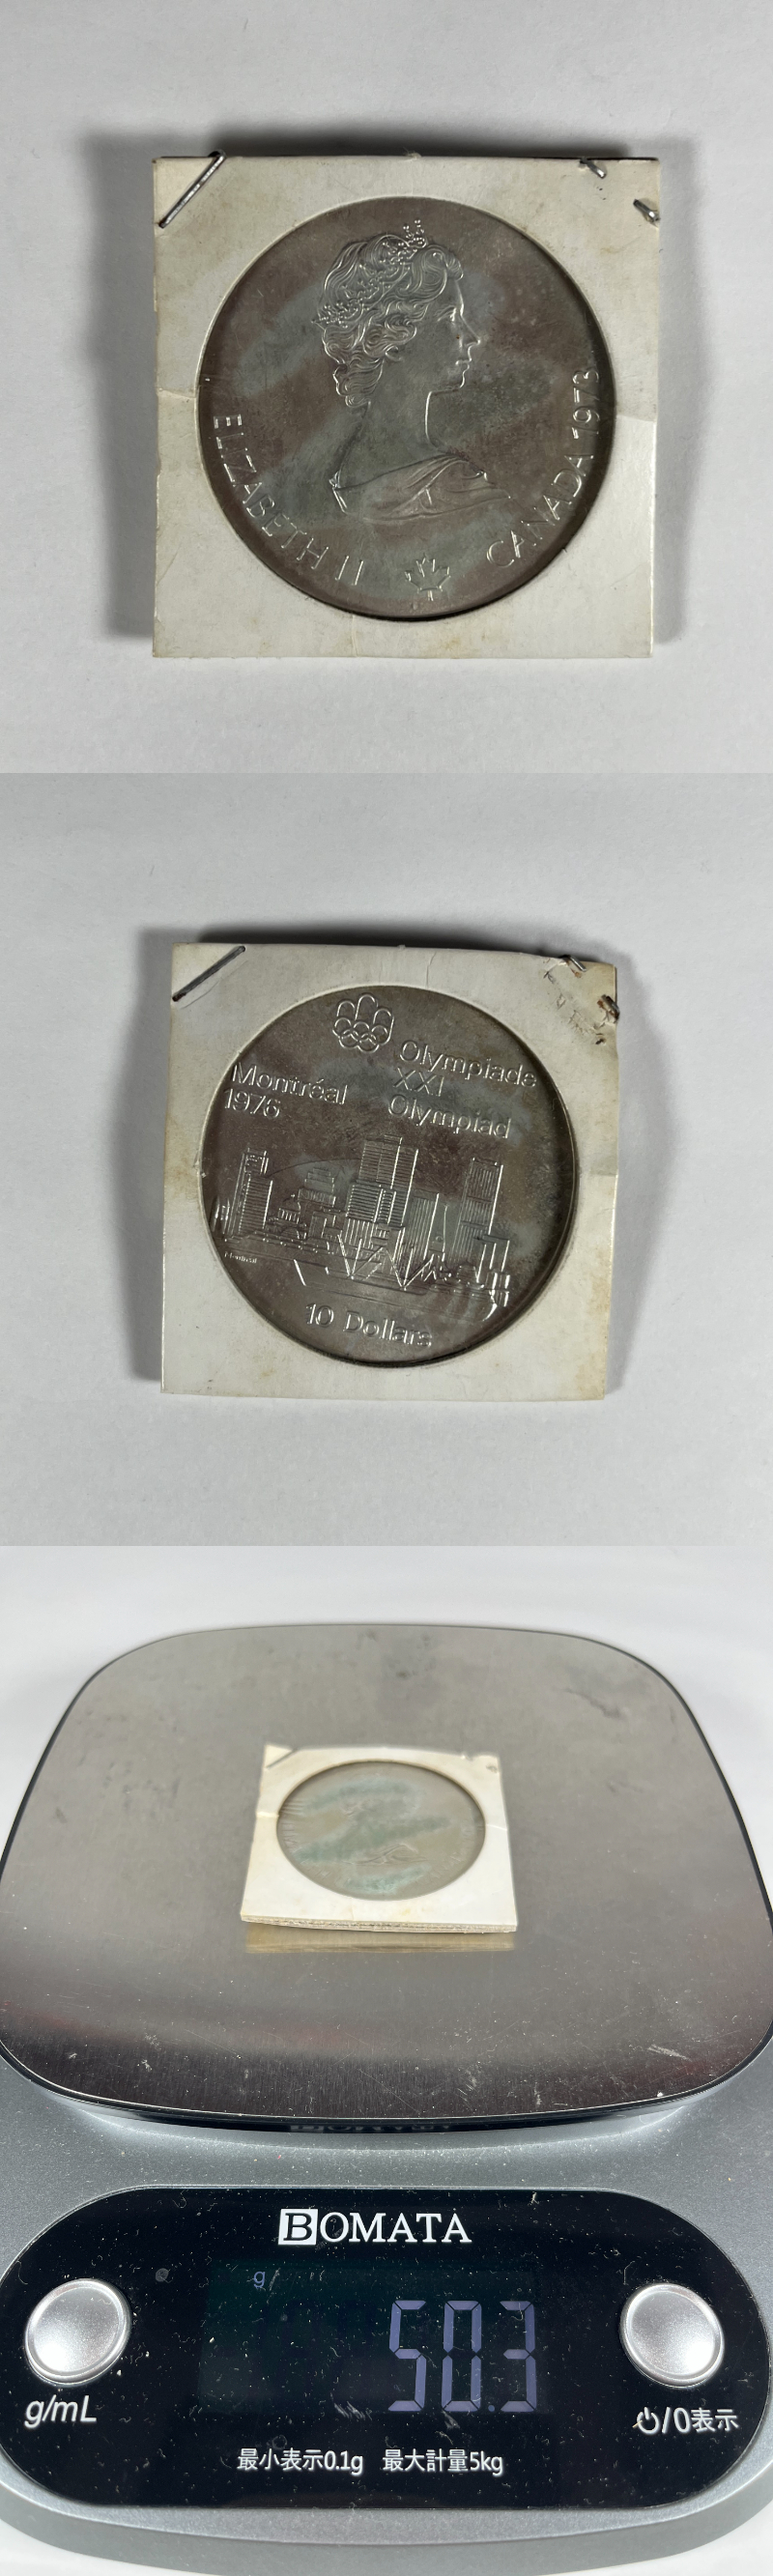 ELIZABETH II CANADA 1973
Olympiade
Montréal XXI
1976 Olympiad
10 Dollars
BOMATA
g
50.3
g/mL
⏻/0表示
最小表示0.1g 最大計量5kg